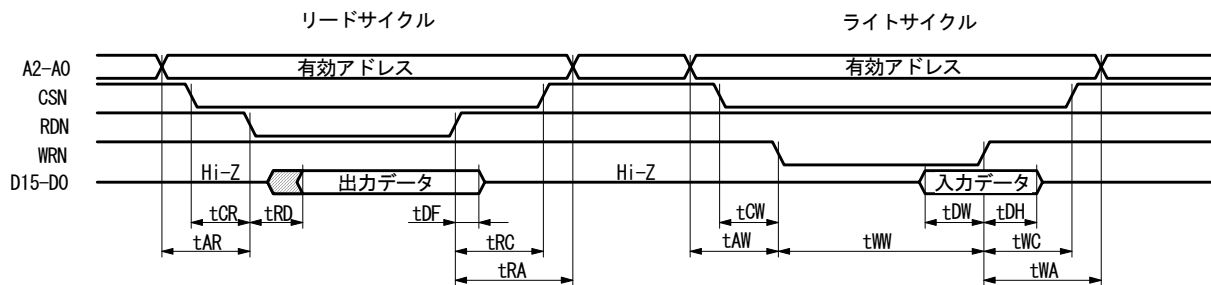 リードサイクル ライトサイクル
A2-A0 有効アドレス 有効アドレス
CSN
RDN
WRN
D15-D0 Hi-Z 出力データ Hi-Z 入力データ
tCR tRD tDF tCW tDW tDH
tAR tRC tAW tWW tWC
tRA tWA